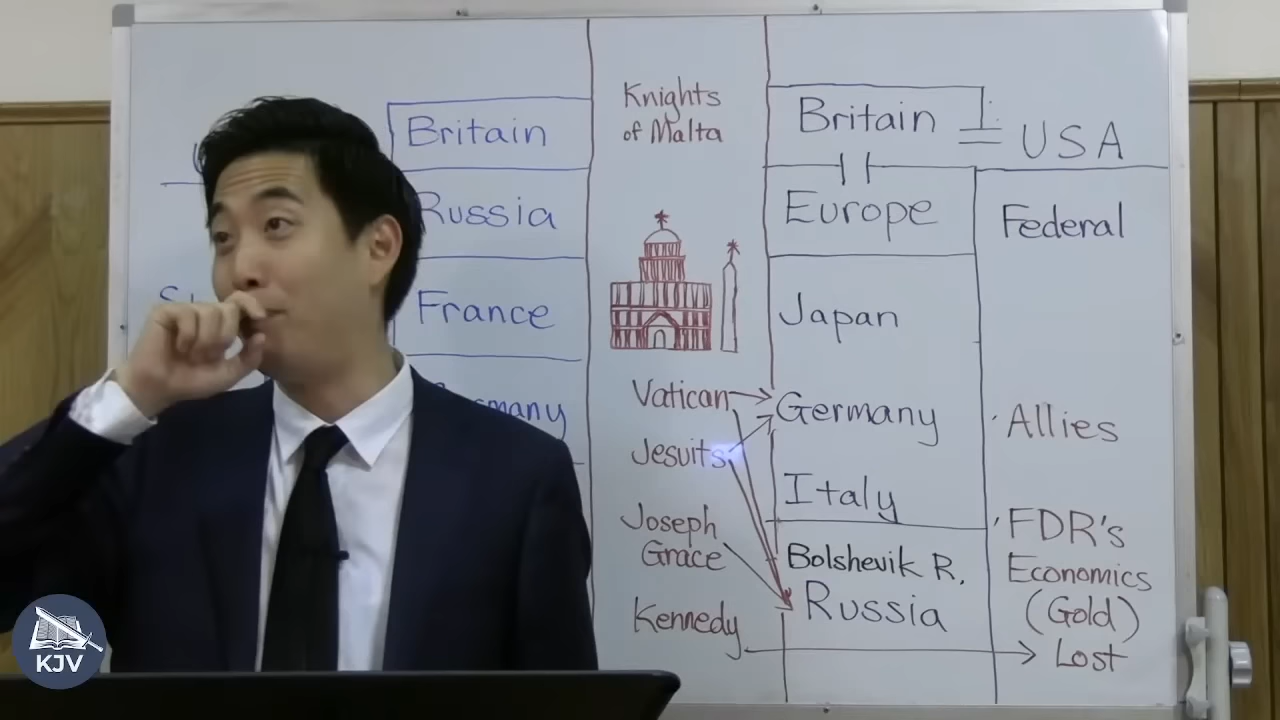 Britain
Russia
France
Knights
of Malta
Vatican
Jesuits
Joseph
Grace
Kennedy
Britain
Europe
Japan
Germany
Italy
Bolshevik R.
Russia
USA
Federal
Allies
FDR's
Economics
(Gold)
Lost
KJV